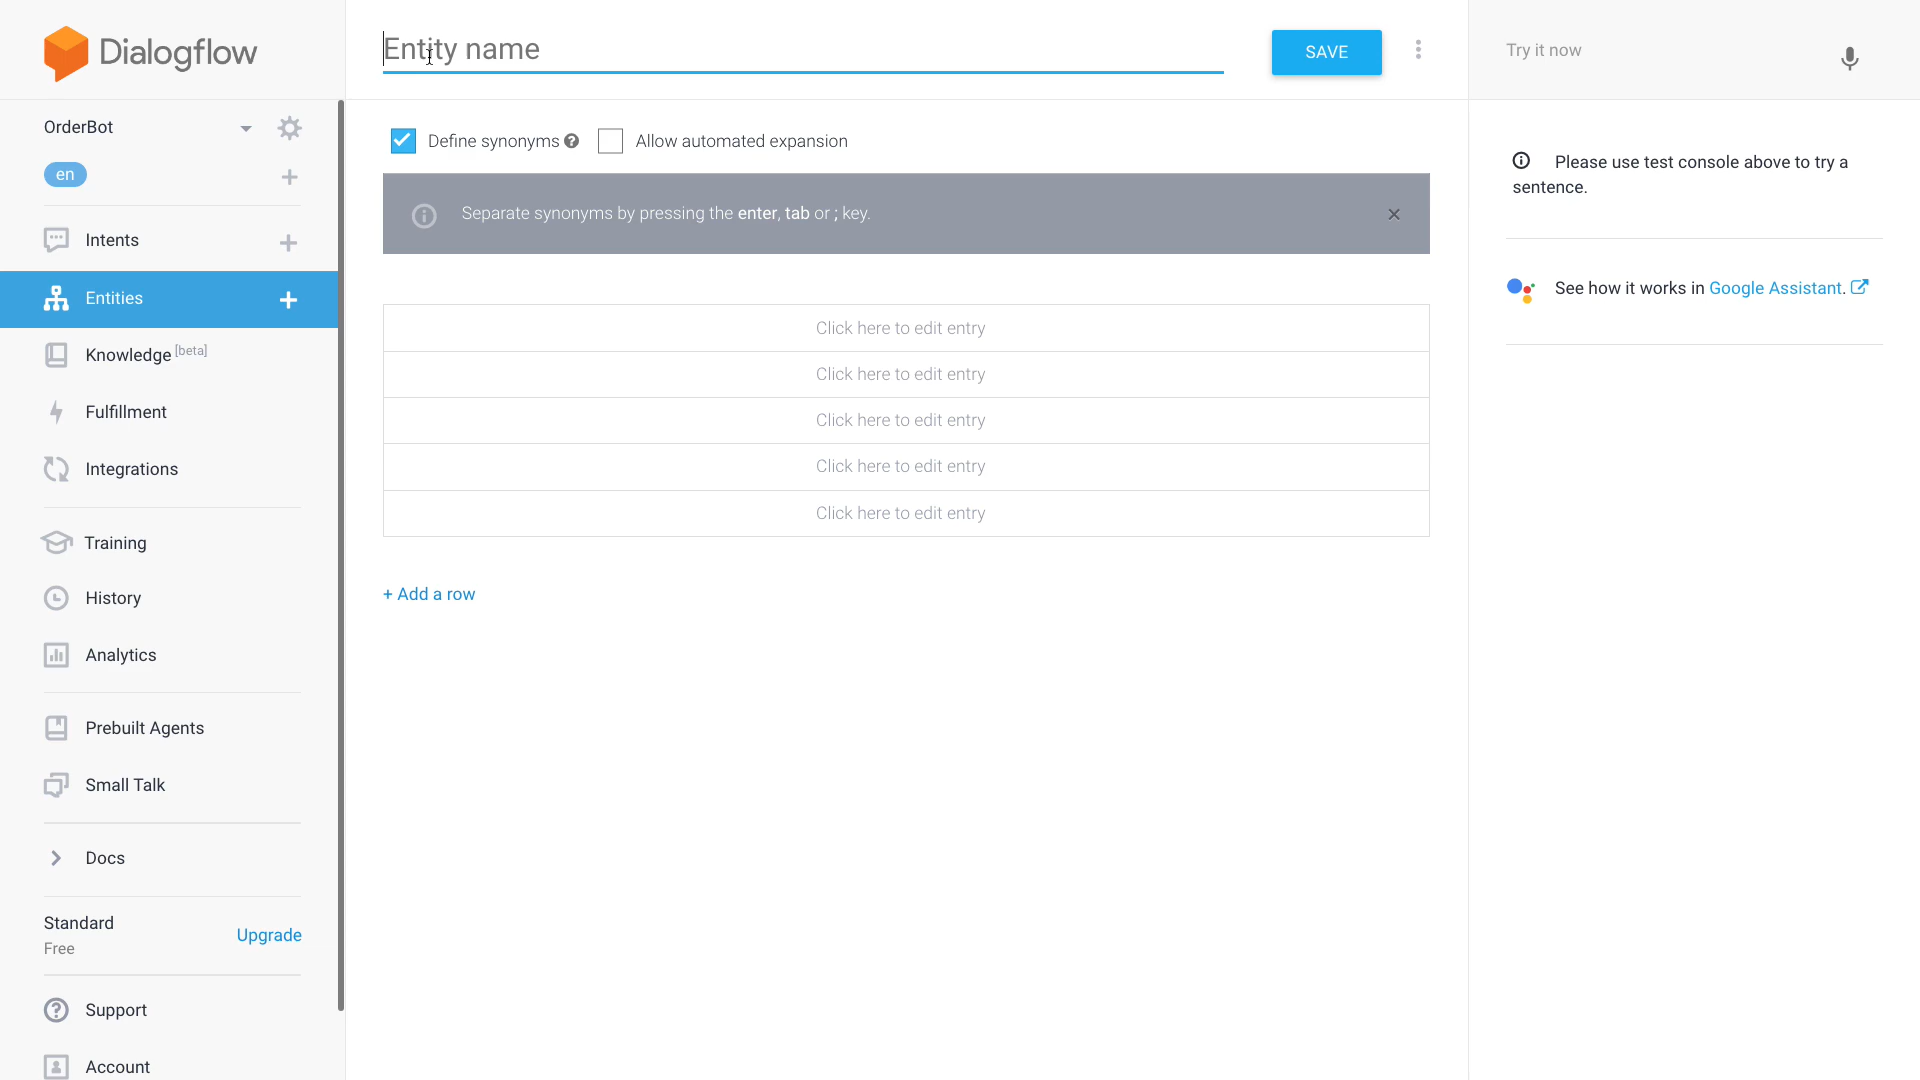 Dialogflow
OrderBot
en
Intents
Entities
Knowledge [beta]
Fulfillment
Integrations
Training
History
Analytics
Prebuilt Agents
Small Talk
Docs
Standard
Free
Upgrade
Support
Account
Entity name
SAVE
Define synonyms
Allow automated expansion
Separate synonyms by pressing the enter, tab or ; key.
Click here to edit entry
Click here to edit entry
Click here to edit entry
Click here to edit entry
Click here to edit entry
+ Add a row
Try it now
Please use test console above to try a
sentence.
See how it works in Google Assistant.